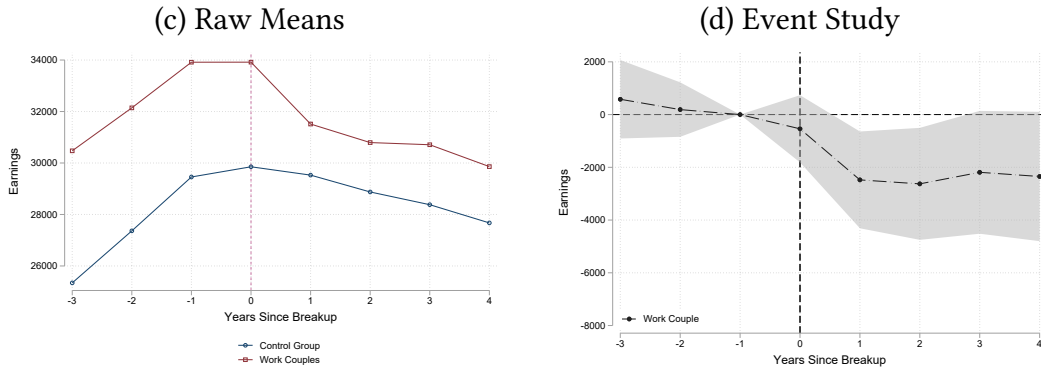 (c) Raw Means
34000
32000
30000
28000
26000
Earnings
-3 -2 -1 0 1 2 3 4
Years Since Breakup
Control Group
Work Couples
(d) Event Study
2000
0
-2000
-4000
-6000
-8000
Earnings
Work Couple
-3 -2 -1 0 1 2 3 4
Years Since Breakup